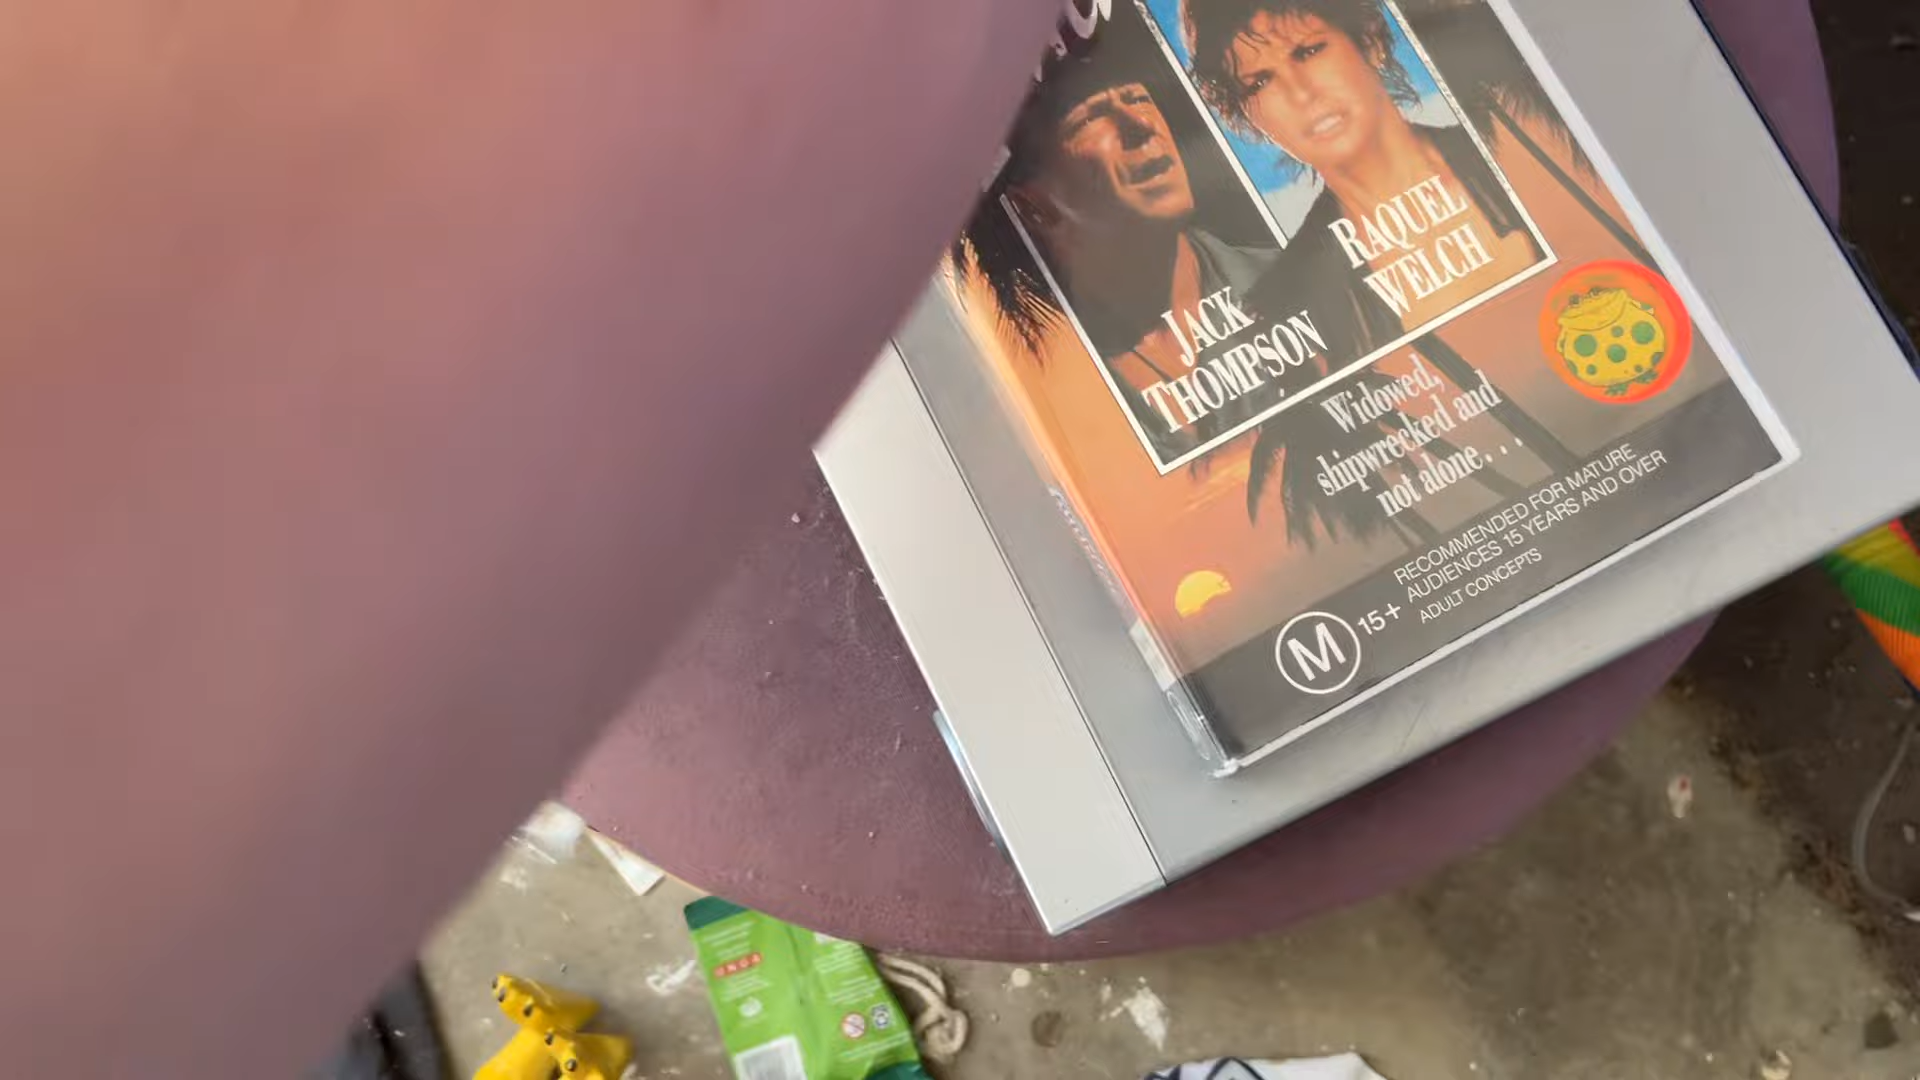 JACK
THOMPSON
RAQUEL
WELCH
Widowed,
shipwrecked and
not alone...
RECOMMENDED FOR MATURE
AUDIENCES 15 YEARS AND OVER
ADULT CONCEPTS
M 15+